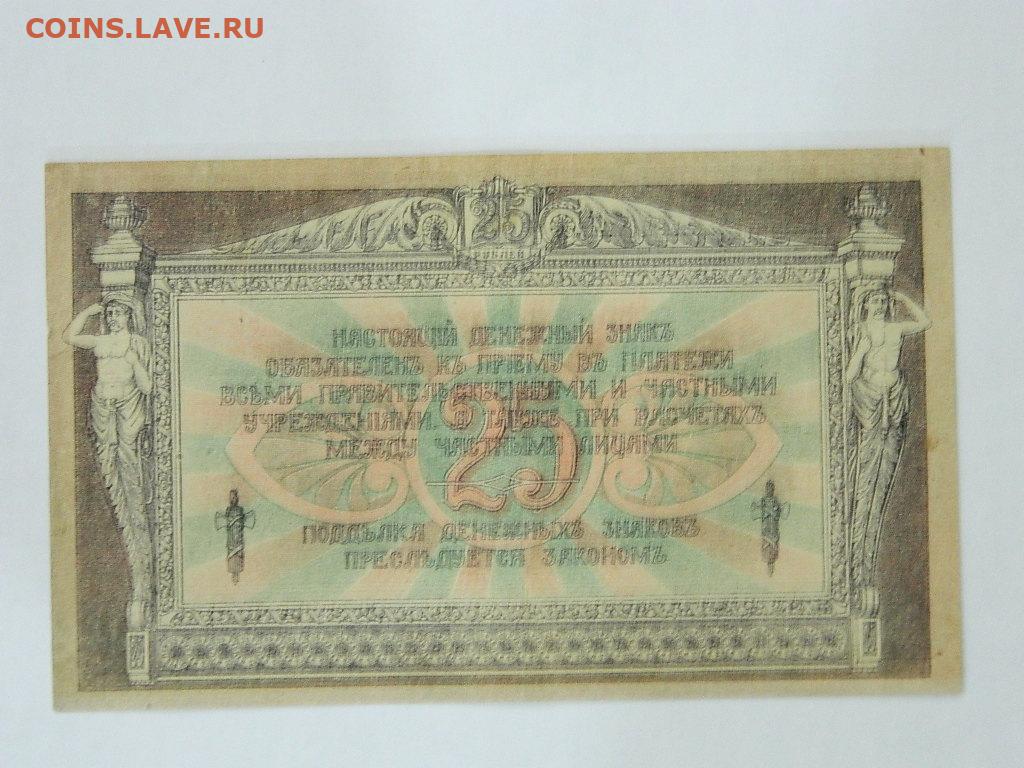 COINS.LAVE.RU
25
РУБЛЕЙ
НАСТОЯЩІЙ ДЕНЕЖНЫЙ ЗНАКЪ
ОБЯЗАТЕЛЕНЪ КЪ ПРІЕМУ ВЪ ПЛАТЕЖИ
ВСѢМИ ПРАВИТЕЛЬСТВЕННЫМИ И ЧАСТНЫМИ
УЧРЕЖДЕНІЯМИ, А ТАКЖЕ ПРИ РАСЧЕТАХЪ
МЕЖДУ ЧАСТНЫМИ ЛИЦАМИ
25
ПОДДѢЛКА ДЕНЕЖНЫХЪ ЗНАКОВЪ
ПРЕСЛѢДУЕТСЯ ЗАКОНОМЪ